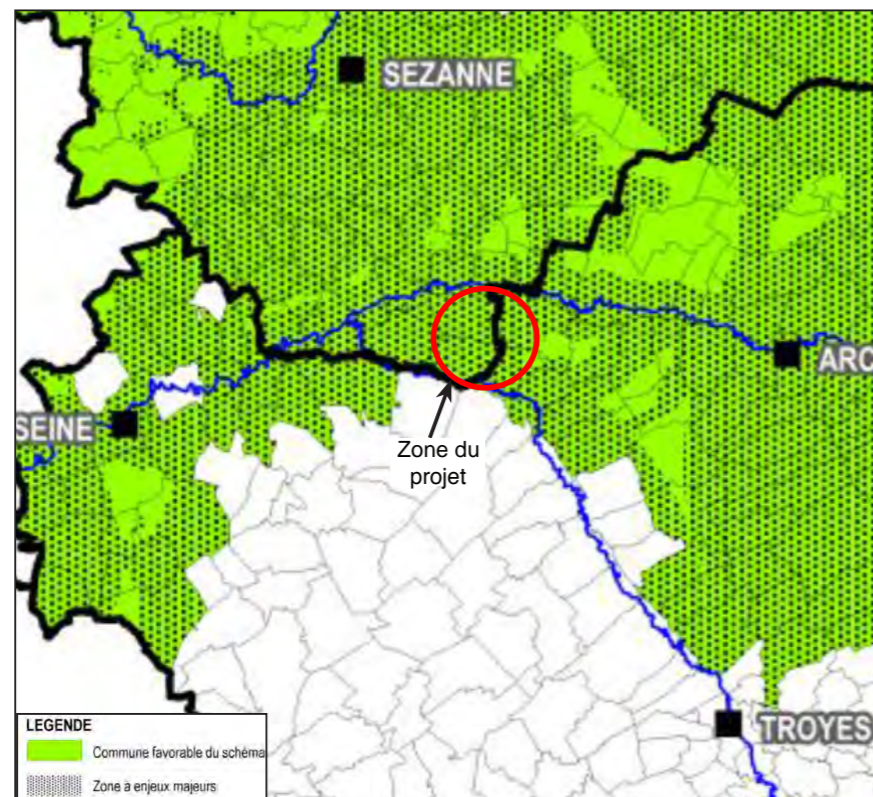 SEZANNE
ARC
SEINE
Zone du
projet
TROYES
LEGENDE
Commune favorable du schéma
Zone à enjeux majeurs